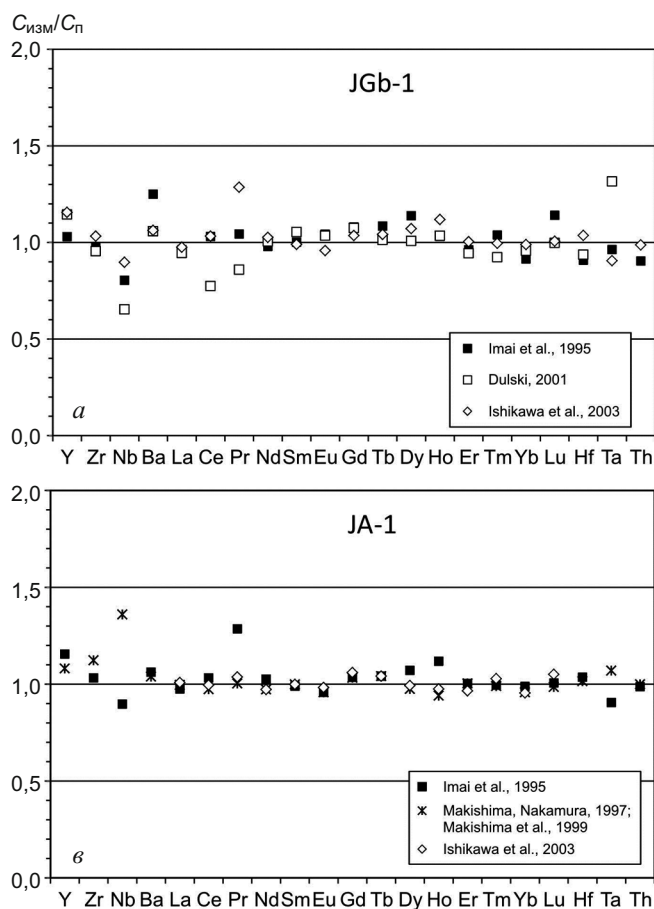 Cизм/Cп
2,0
JGb-1
1,5
1,0
0,5
■ Imai et al., 1995
□ Dulski, 2001
◇ Ishikawa et al., 2003
а
0,0
Y Zr Nb Ba La Ce Pr Nd Sm Eu Gd Tb Dy Ho Er Tm Yb Lu Hf Ta Th
2,0
JA-1
1,5
1,0
0,5
Imai et al., 1995
Makishima, Nakamura, 1997;
Makishima et al., 1999
Ishikawa et al., 2003
в
0,0
Y Zr Nb Ba La Ce Pr Nd Sm Eu Gd Tb Dy Ho Er Tm Yb Lu Hf Ta Th